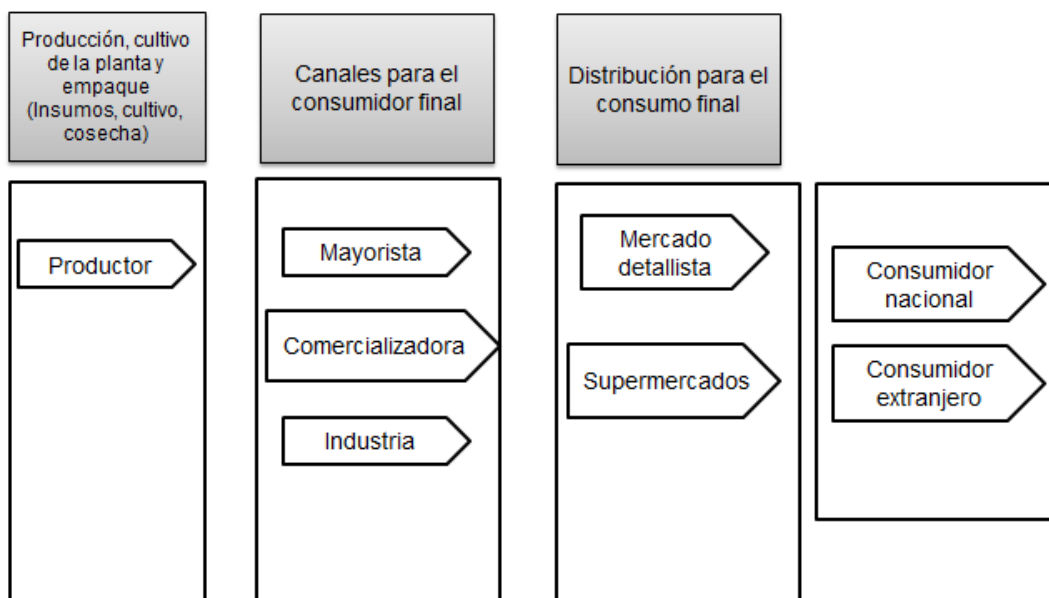 Producción, cultivo
de la planta y
empaque
(Insumos, cultivo,
cosecha)
Canales para el
consumidor final
Distribución para el
consumo final
Productor
Mayorista
Comercializadora
Industria
Mercado
detallista
Supermercados
Consumidor
nacional
Consumidor
extranjero